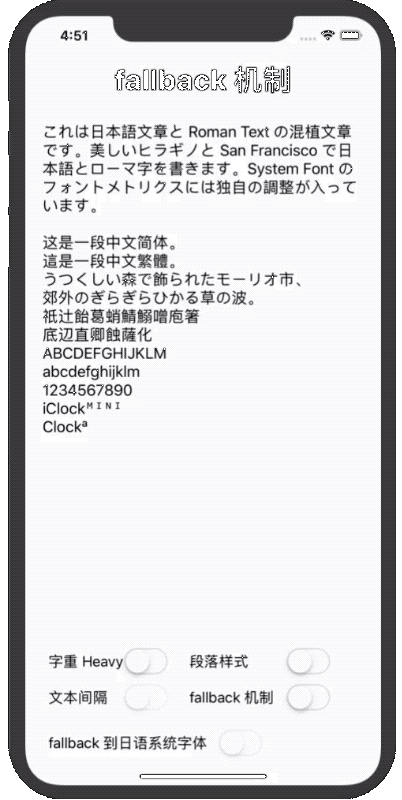 4:51
fallback 机制
これは日本語文章と Roman Text の混植文章
です。美しいヒラギノと San Francisco で日
本語とローマ字を書きます。System Font の
フォントメトリクスには独自の調整が入って
います。
这是一段中文简体。
這是一段中文繁體。
うつくしい森で飾られたモーリオ市、
郊外のぎらぎらひかる草の波。
祇辻飴葛蛸鯖鰯噌庖箸
底辺直卿蝕薩化
ABCDEFGHIJKLM
abcdefghijklm
1234567890
iClockᴹ ᴵ ᴺ ᴵ
Clockª
字重 Heavy 段落样式
文本间隔 fallback 机制
fallback 到日语系统字体